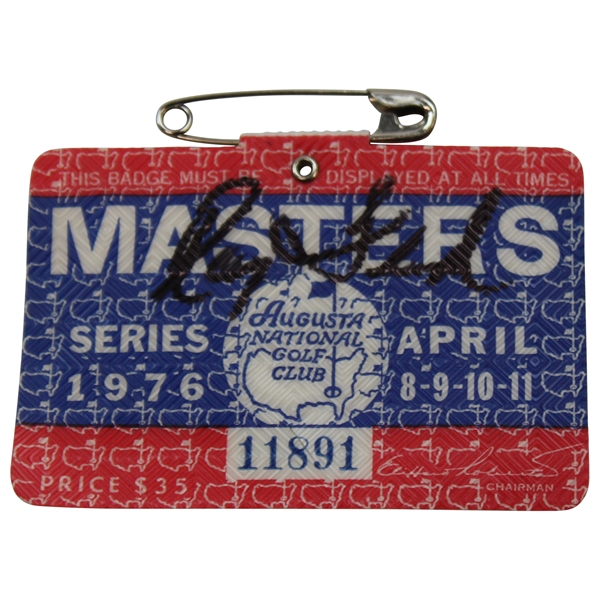 THIS BADGE MUST DISPLAYED AT ALL TIMES
MASTERS
SERIES
1976
AUGUSTA
NATIONAL
GOLF
CLUB
APRIL
8-9-10-11
11891
PRICE $35
CHAIRMAN